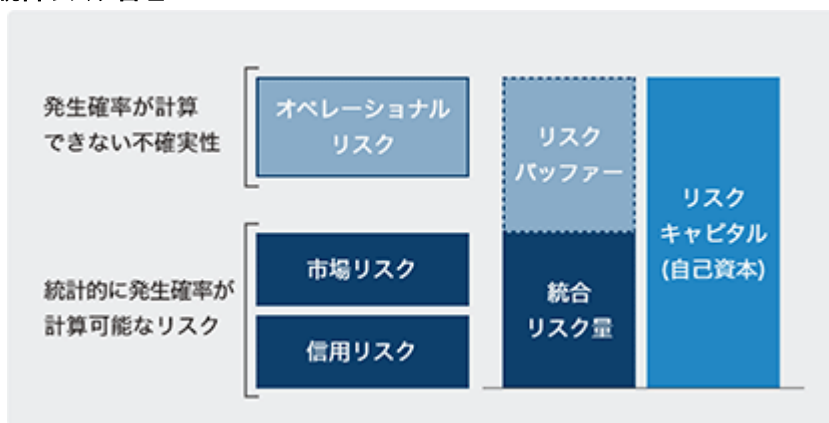 発生確率が計算
できない不確実性
オペレーショナル
リスク
リスク
バッファー
リスク
キャピタル
(自己資本)
統計的に発生確率が
計算可能なリスク
市場リスク
信用リスク
統合
リスク量